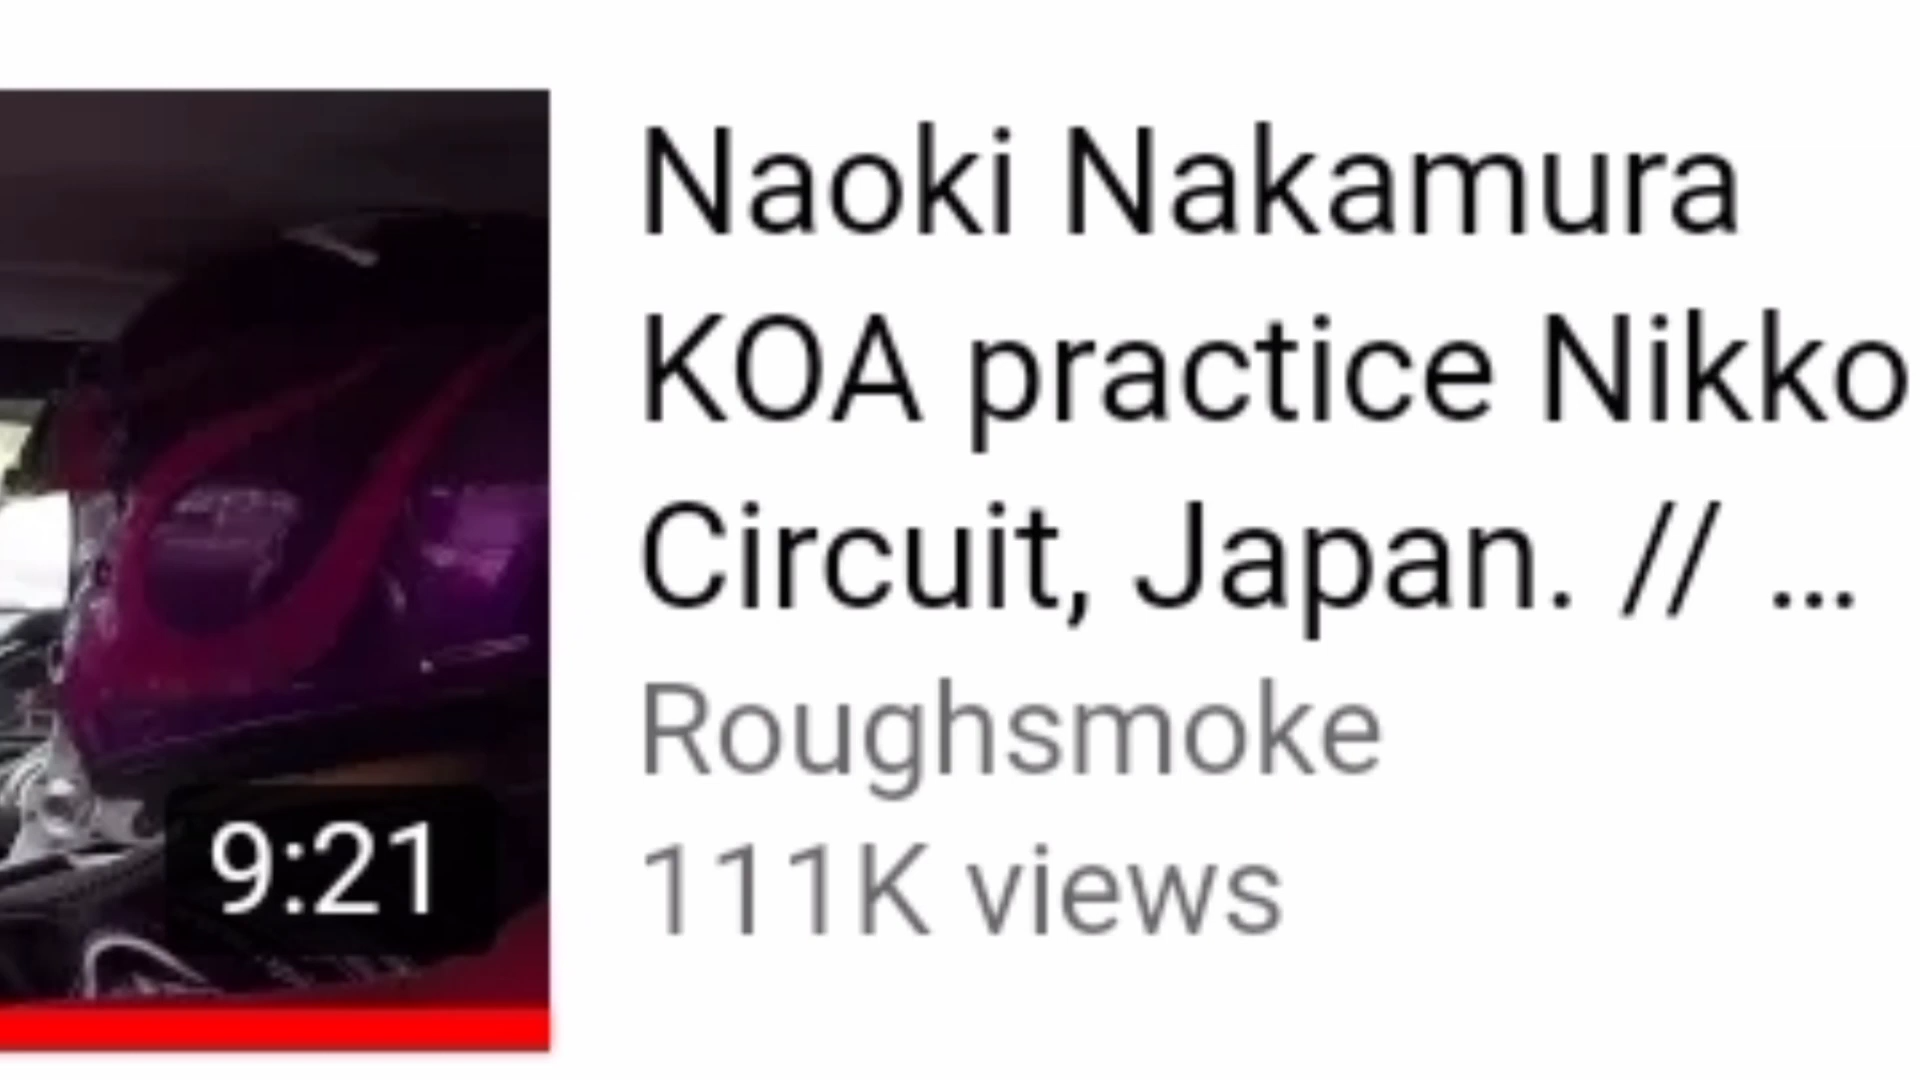 Naoki Nakamura
KOA practice Nikko
Circuit, Japan. // ...
Roughsmoke
111K views
9:21